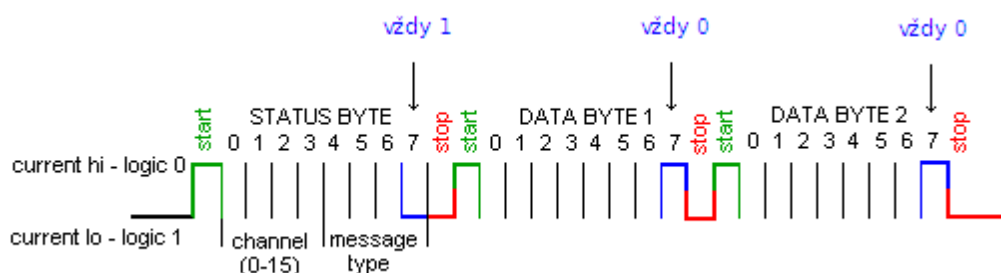 vždy 1 vždy 0 vždy 0
start STATUS BYTE stop start DATA BYTE 1 stop start DATA BYTE 2 stop
0 1 2 3 4 5 6 7 0 1 2 3 4 5 6 7 0 1 2 3 4 5 6 7
current hi - logic 0
current lo - logic 1
channel message
(0-15) type